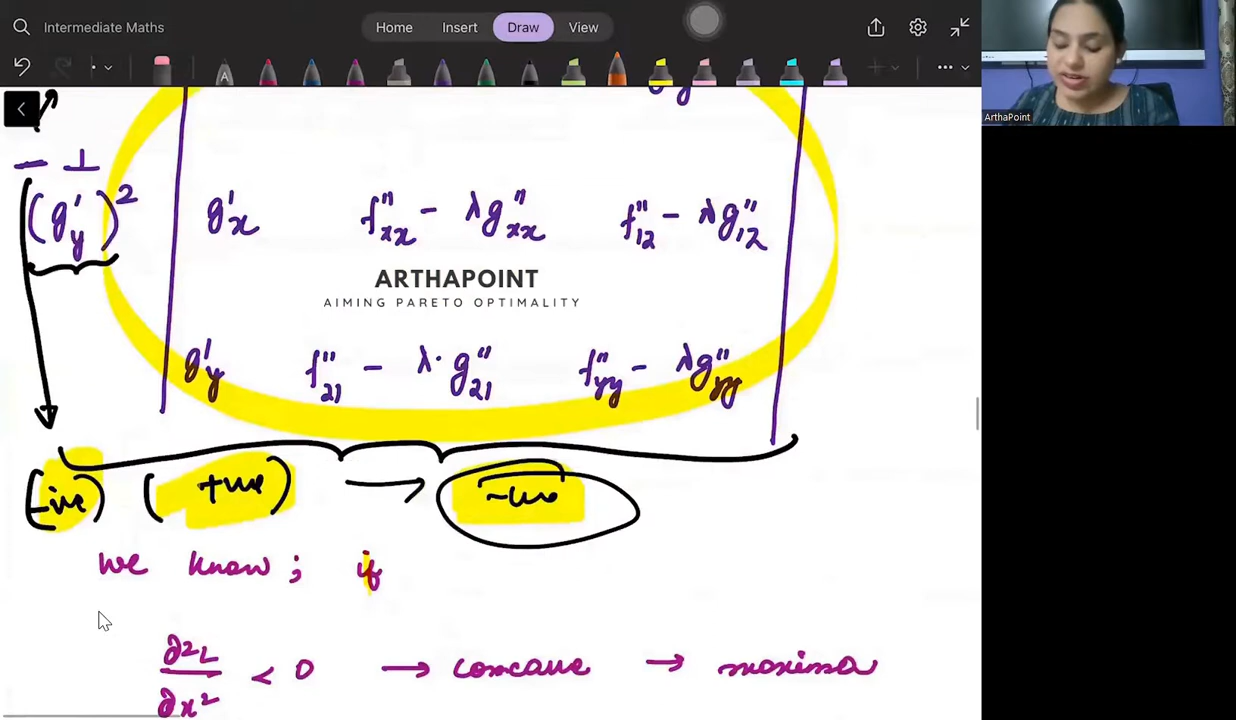 Intermediate Maths
Home Insert Draw View
ArthaPoint
g'y
- 1
(g'y)² g'x f''xx - λg''xx f''12 - λg''12
ARTHAPOINT
AIMING PARETO OPTIMALITY
g'y f''21 - λ· g''21 f''yy - λg''yy
(-ive) (+ive) → -ive
we know; if
∂²L/∂x² < 0 → concave → maxima